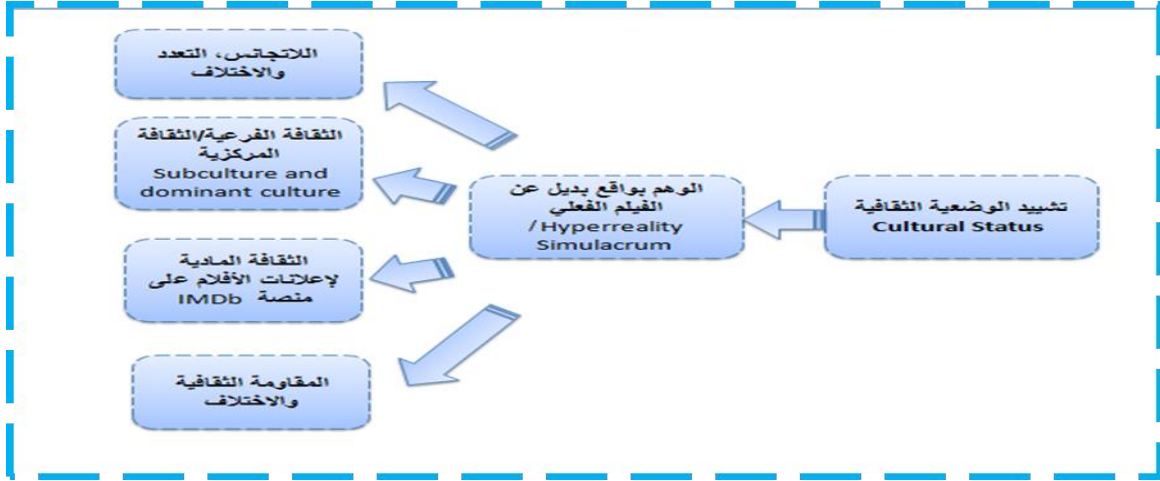 تشييد الوضعية الثقافية
Cultural Status
الوهم بواقع بديل عن
الفيلم الفعلي
/ Hyperreality
Simulacrum
اللاتجانس، التعدد
والاختلاف
الثقافة الفرعية/الثقافة
المركزية
Subculture and
dominant culture
الثقافة المادية
لإعلانات الأفلام على
منصة IMDb
المقاومة الثقافية
والاختلاف